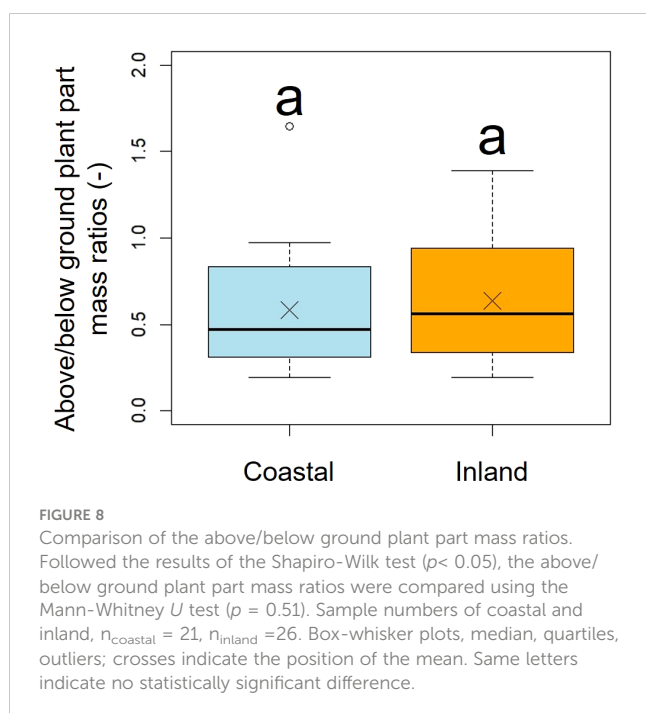 Above/below ground plant part
mass ratios (-)
2.0
1.5
1.0
0.5
0.0
a
a
Coastal Inland
FIGURE 8
Comparison of the above/below ground plant part mass ratios.
Followed the results of the Shapiro-Wilk test (p< 0.05), the above/
below ground plant part mass ratios were compared using the
Mann-Whitney U test (p = 0.51). Sample numbers of coastal and
inland, ncoastal = 21, ninland =26. Box-whisker plots, median, quartiles,
outliers; crosses indicate the position of the mean. Same letters
indicate no statistically significant difference.